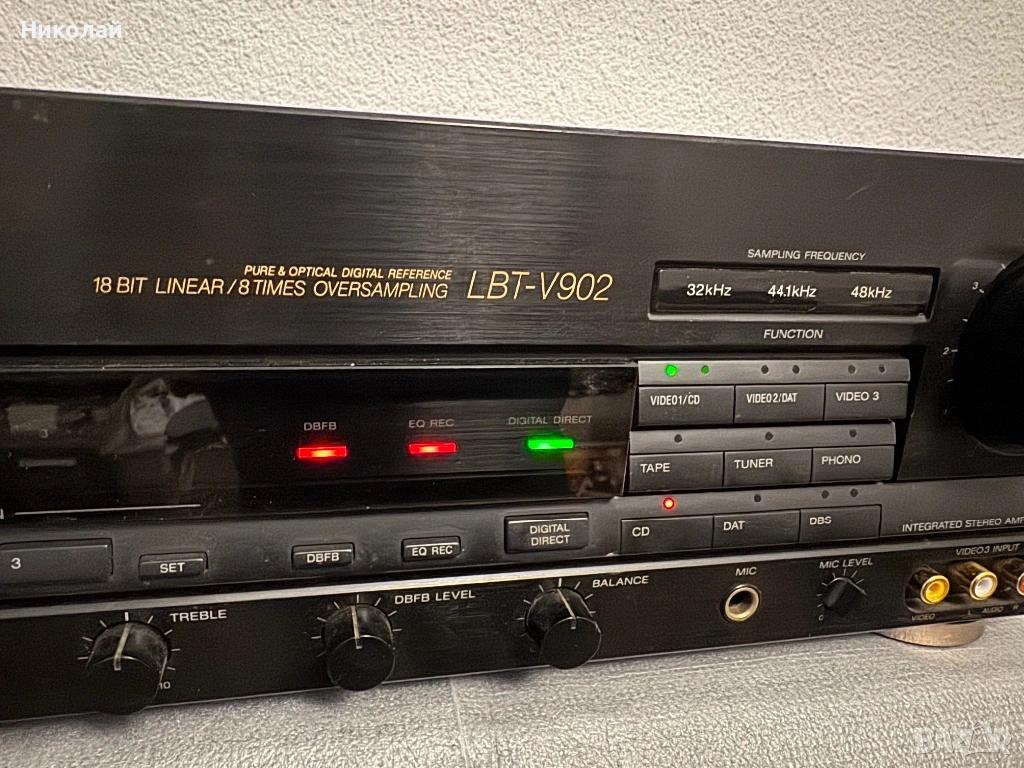 Николай
SAMPLING FREQUENCY
PURE & OPTICAL DIGITAL REFERENCE
18 BIT LINEAR/8 TIMES OVERSAMPLING LBT-V902
32kHz 44.1kHz 48kHz
FUNCTION
3
2
VIDEO1/CD VIDEO2/DAT VIDEO 3
DBFB EQ REC DIGITAL DIRECT
3
TAPE TUNER PHONO
CD DAT DBS
INTEGRATED STEREO AMP
3 SET DBFB EQ REC DIGITAL DIRECT
VIDEO3 INPUT
TREBLE DBFB LEVEL BALANCE MIC MIC LEVEL
10
0
VIDEO L AUDIO R
BAZAR